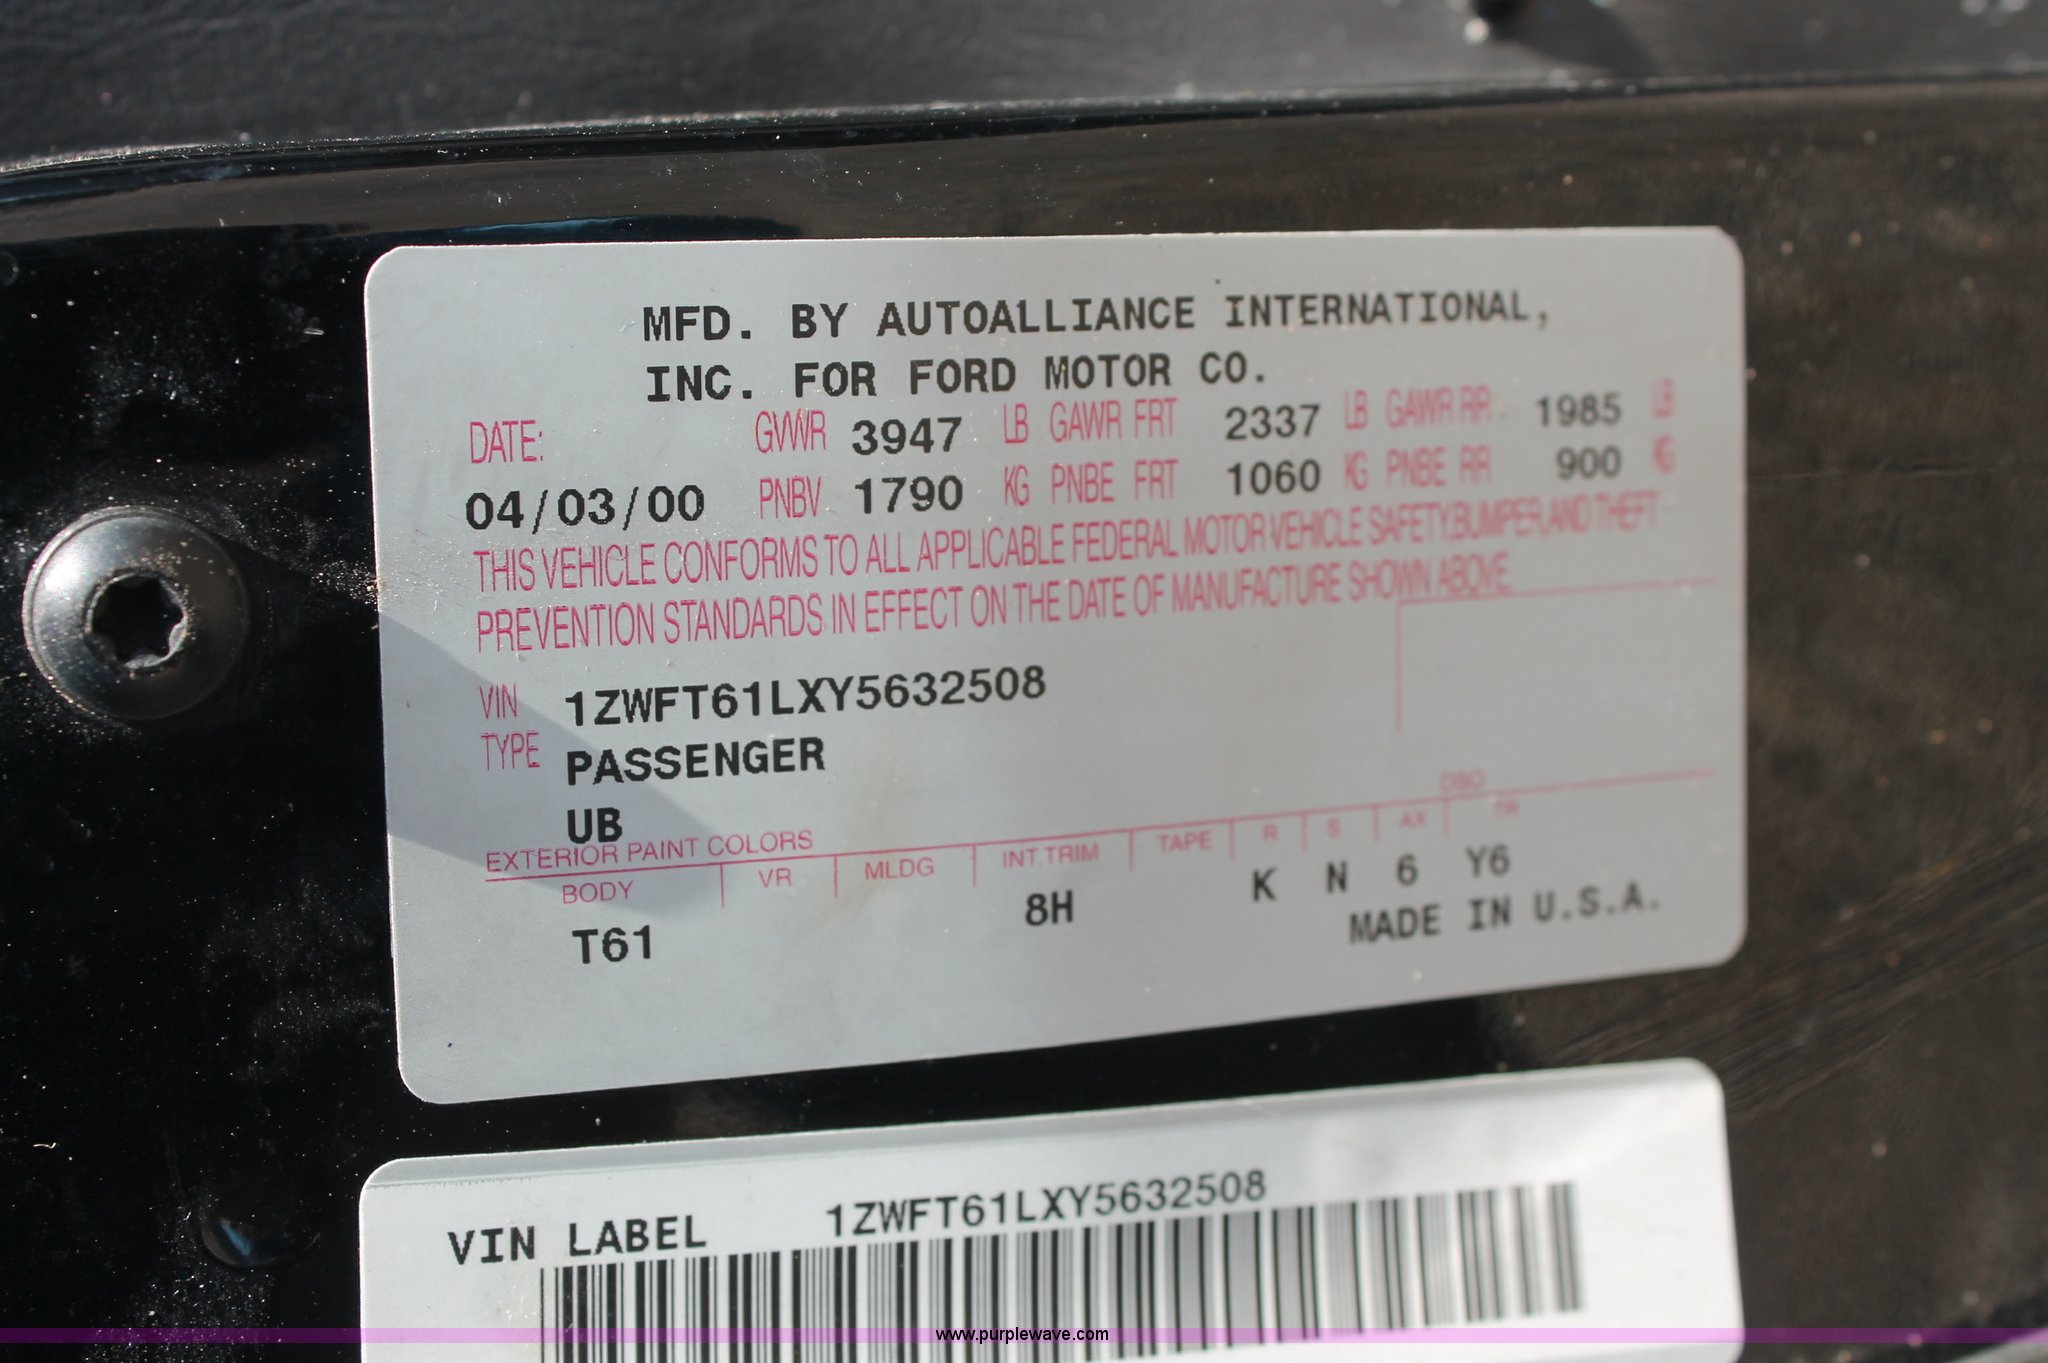 MFD. BY AUTOALLIANCE INTERNATIONAL,
INC. FOR FORD MOTOR CO.
DATE: GVWR 3947 LB GAWR FRT 2337 LB GAWR RR 1985 LB
04/03/00 PNBV 1790 KG PNBE FRT 1060 KG PNBE RR 900 KG
THIS VEHICLE CONFORMS TO ALL APPLICABLE FEDERAL MOTOR VEHICLE SAFETY,BUMPER,AND THEFT
PREVENTION STANDARDS IN EFFECT ON THE DATE OF MANUFACTURE SHOWN ABOVE.
VIN 1ZWFT61LXY5632508
TYPE PASSENGER
UB
DSO
EXTERIOR PAINT COLORS
BODY VR MLDG INT.TRIM TAPE R S AX TR
T61 8H K N 6 Y6
MADE IN U.S.A.
VIN LABEL 1ZWFT61LXY5632508
www.purplewave.com